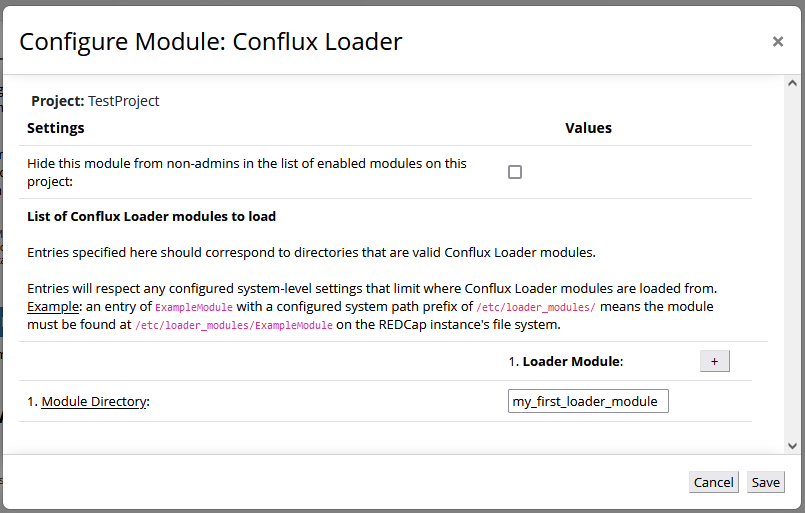 Configure Module: Conflux Loader
×
Project: TestProject
Settings Values
Hide this module from non-admins in the list of enabled modules on this
project:
List of Conflux Loader modules to load
Entries specified here should correspond to directories that are valid Conflux Loader modules.
Entries will respect any configured system-level settings that limit where Conflux Loader modules are loaded from.
Example: an entry of ExampleModule with a configured system path prefix of /etc/loader_modules/ means the module
must be found at /etc/loader_modules/ExampleModule on the REDCap instance's file system.
1. Loader Module: +
1. Module Directory: my_first_loader_module
Cancel Save